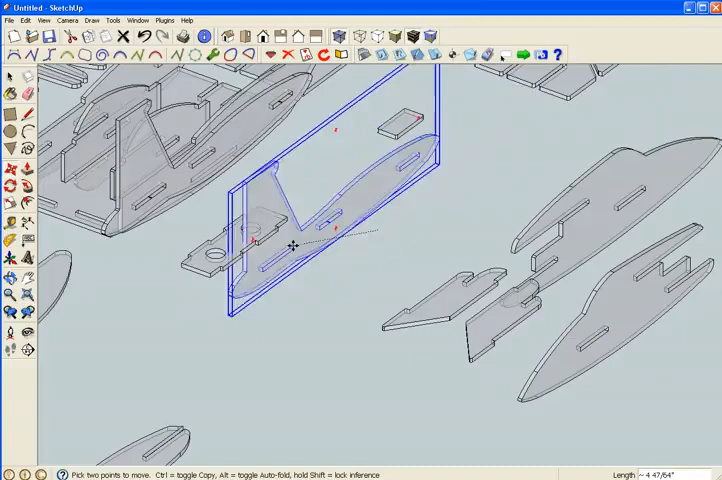 Untitled - SketchUp
File Edit View Camera Draw Tools Window Plugins Help
Pick two points to move. Ctrl = toggle Copy, Alt = toggle Auto-fold, hold Shift = lock inference
Length ~ 4 47/64"